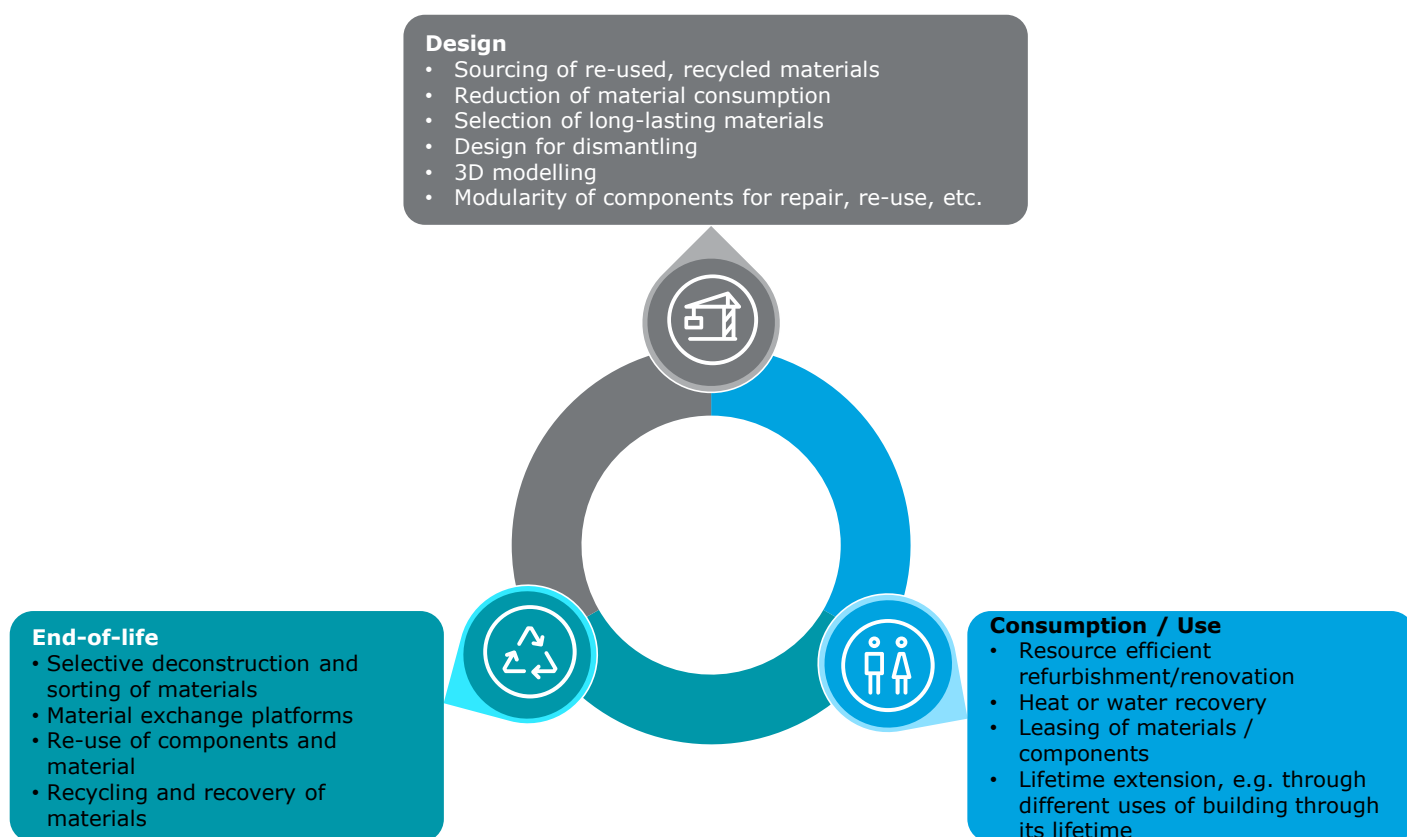 Design
• Sourcing of re-used, recycled materials
• Reduction of material consumption
• Selection of long-lasting materials
• Design for dismantling
• 3D modelling
• Modularity of components for repair, re-use, etc.
End-of-life
• Selective deconstruction and
sorting of materials
• Material exchange platforms
• Re-use of components and
material
• Recycling and recovery of
materials
Consumption / Use
• Resource efficient
refurbishment/renovation
• Heat or water recovery
• Leasing of materials /
components
• Lifetime extension, e.g. through
different uses of building through
its lifetime